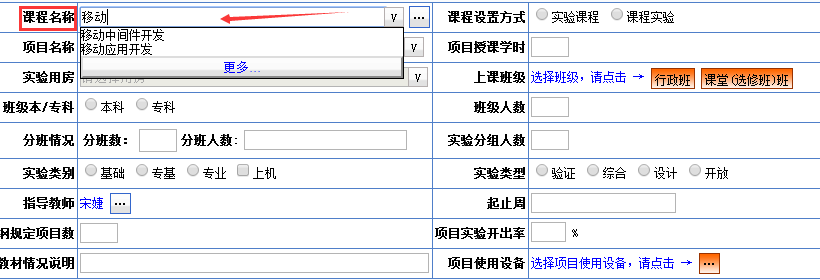 课程名称 移动 V ... 课程设置方式 实验课程 课程实验
项目名称 移动中间件开发 V 项目授课学时
移动应用开发
更多...
实验用房 V 上课班级 选择班级，请点击 → 行政班 课堂(选修班)班
班级本/专科 本科 专科 班级人数
分班情况 分班数: 分班人数: 实验分组人数
实验类别 基础 专基 专业 上机 实验类型 验证 综合 设计 开放
指导教师 宋婕 ... 起止周
纲规定项目数 项目实验开出率 %
教材情况说明 项目使用设备 选择项目使用设备，请点击 → ...